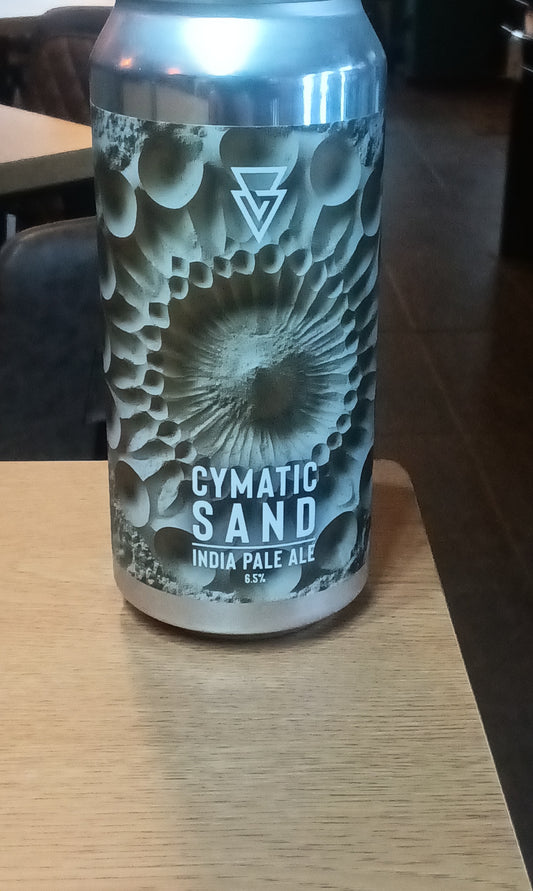 CYMATIC
SAND
INDIA PALE ALE
6.5%